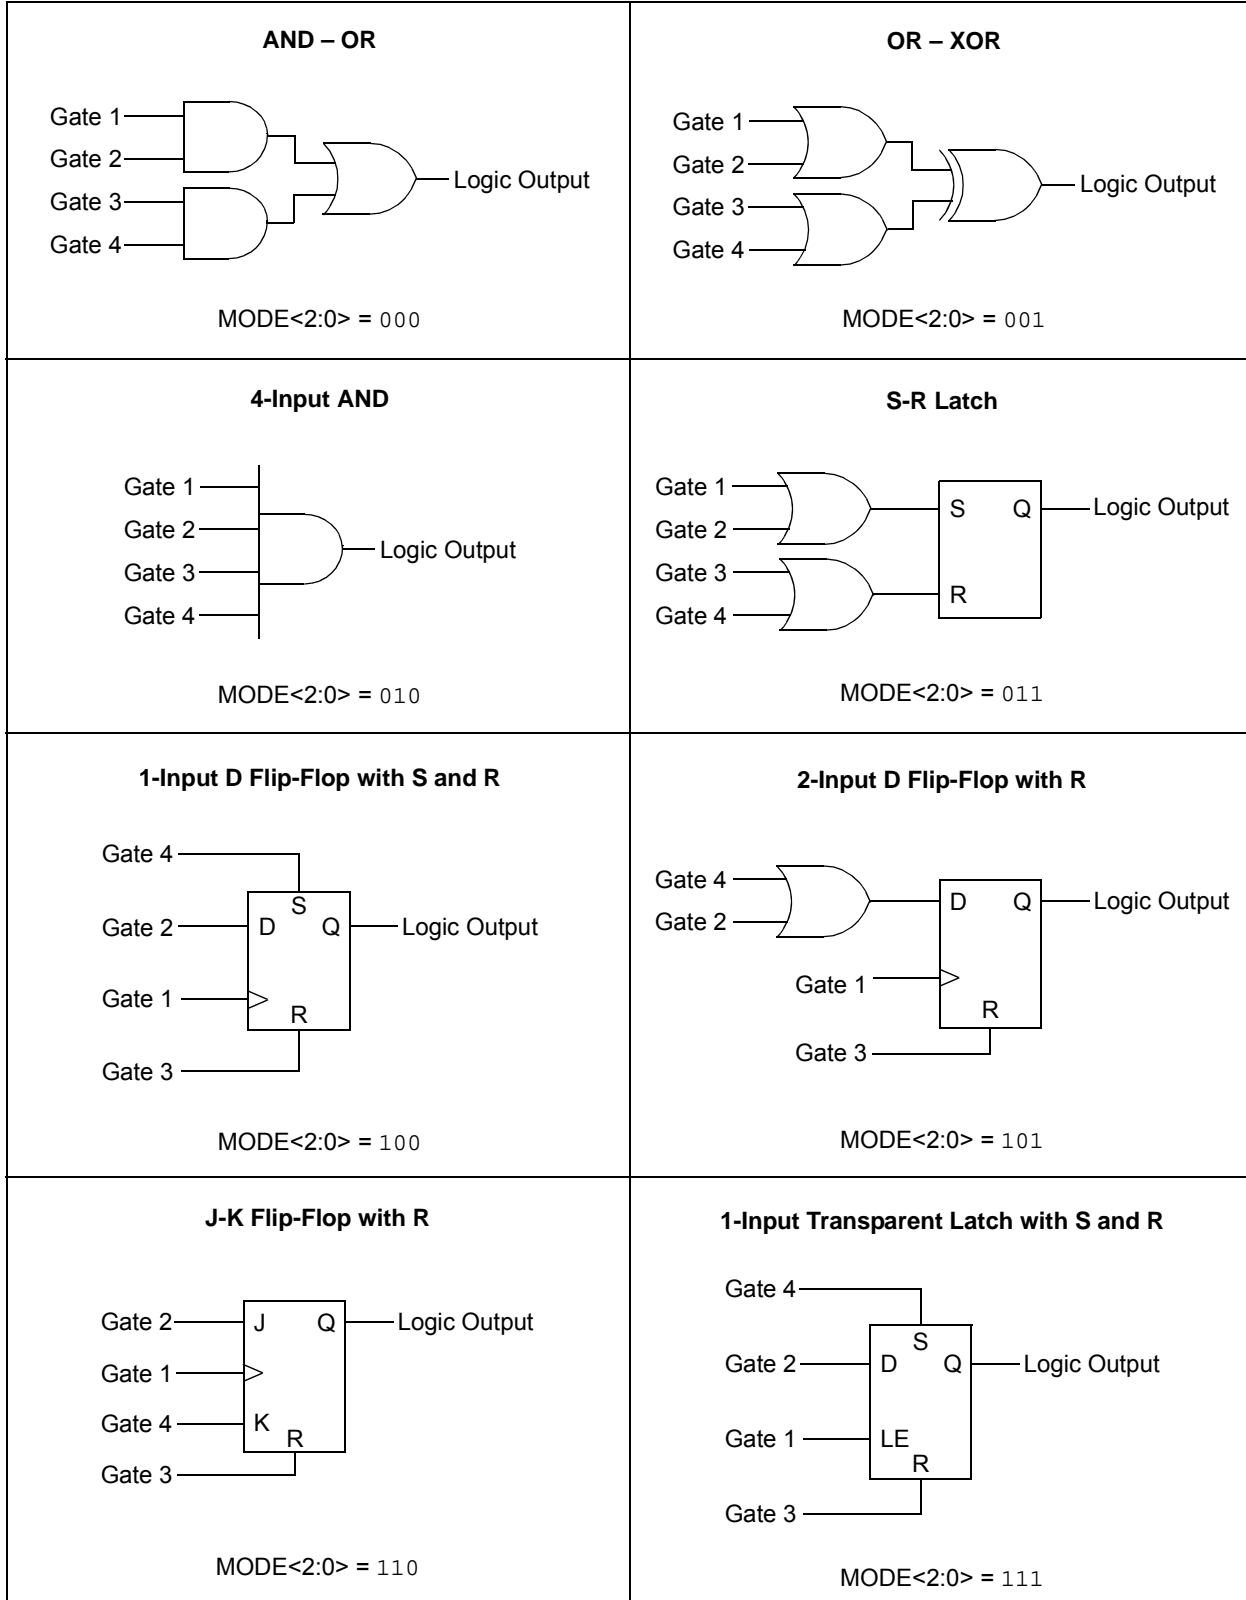 AND – OR
Gate 1
Gate 2
Gate 3
Gate 4
Logic Output
MODE<2:0> = 000
OR – XOR
Gate 1
Gate 2
Gate 3
Gate 4
Logic Output
MODE<2:0> = 001
4-Input AND
Gate 1
Gate 2
Gate 3
Gate 4
Logic Output
MODE<2:0> = 010
S-R Latch
Gate 1
Gate 2
Gate 3
Gate 4
S Q
R
Logic Output
MODE<2:0> = 011
1-Input D Flip-Flop with S and R
Gate 4
Gate 2
Gate 1
Gate 3
S
D Q
R
Logic Output
MODE<2:0> = 100
2-Input D Flip-Flop with R
Gate 4
Gate 2
Gate 1
Gate 3
D Q
R
Logic Output
MODE<2:0> = 101
J-K Flip-Flop with R
Gate 2
Gate 1
Gate 4
Gate 3
J Q
K
R
Logic Output
MODE<2:0> = 110
1-Input Transparent Latch with S and R
Gate 4
Gate 2
Gate 1
Gate 3
S
D Q
LE
R
Logic Output
MODE<2:0> = 111